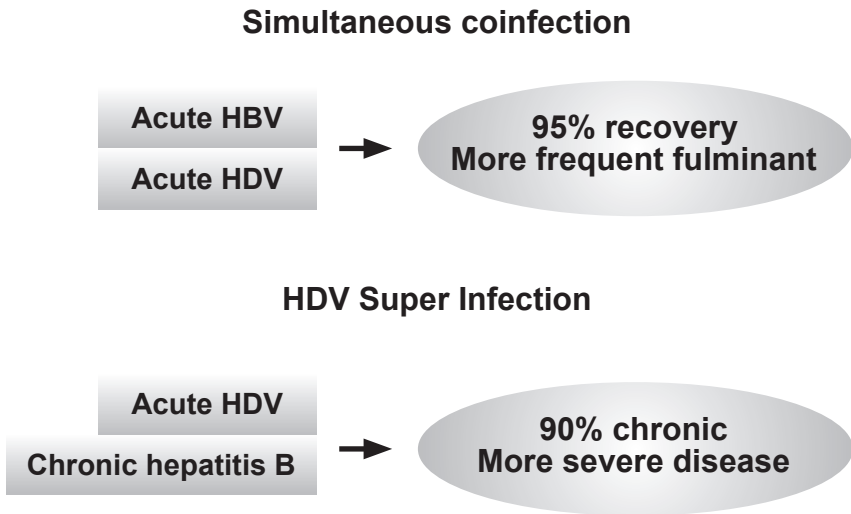 Simultaneous coinfection
Acute HBV
Acute HDV
95% recovery
More frequent fulminant
HDV Super Infection
Acute HDV
Chronic hepatitis B
90% chronic
More severe disease